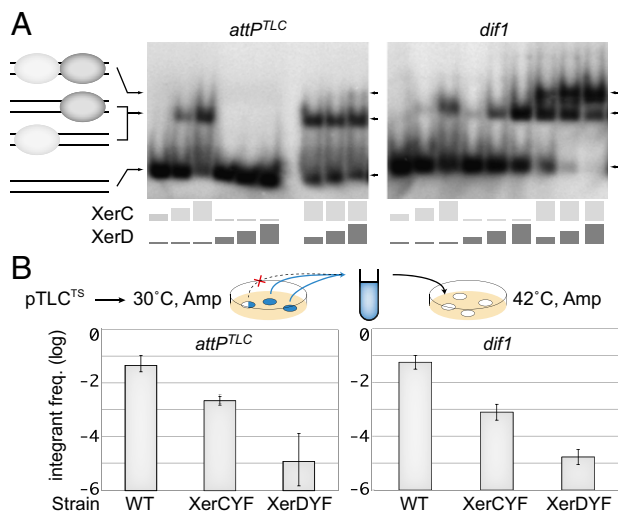 A
attP^TLC dif1
XerC
XerD
B
pTLC^TS 30˚C, Amp 42˚C, Amp
integrant freq. (log)
attP^TLC
0
−2
−4
−6
dif1
0
−2
−4
−6
Strain WT XerCYF XerDYF WT XerCYF XerDYF